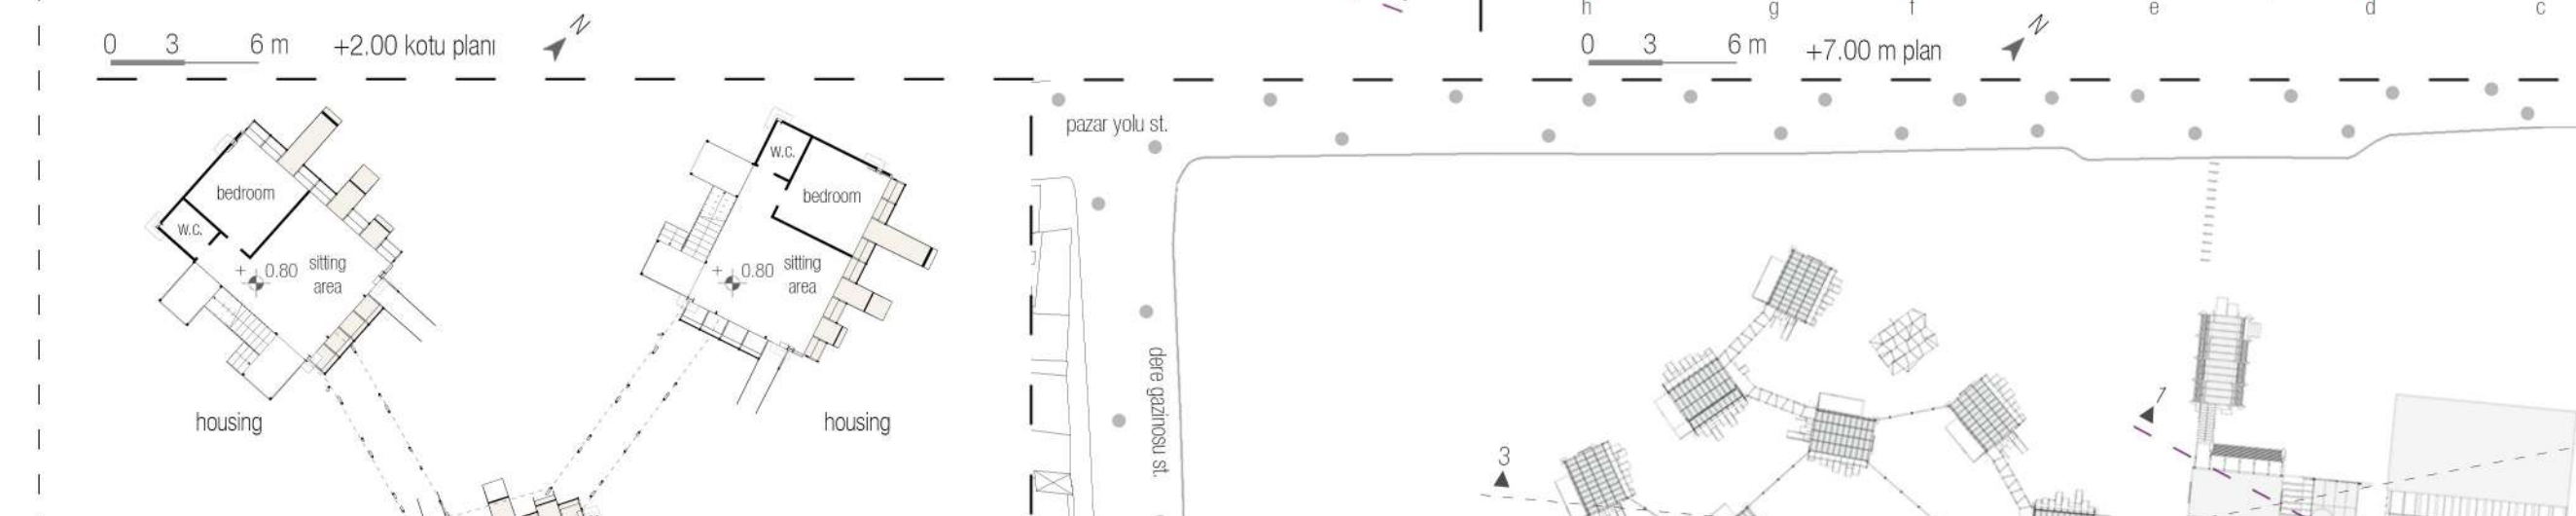 h g f e d c
0 3 6 m +2.00 kotu planı N
0 3 6 m +7.00 m plan N
pazar yolu st.
w.c.
bedroom
bedroom
w.c.
+ 0.80 sitting area
+ 0.80 sitting area
dere gazinosu st.
housing
housing
1
3